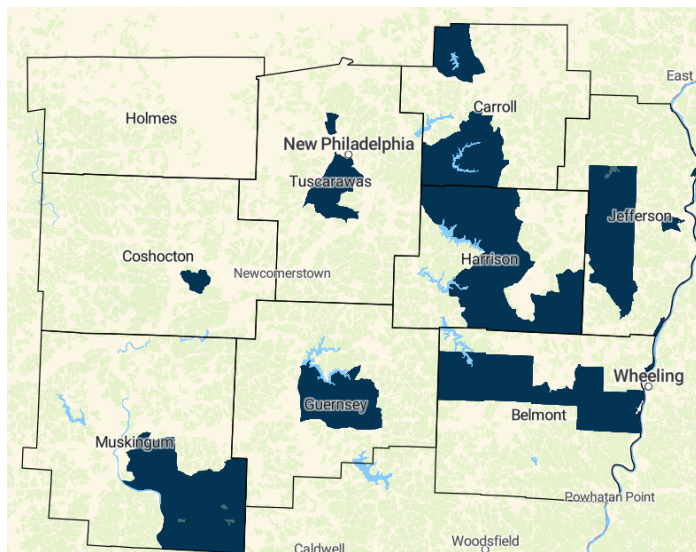 East
Carroll
Holmes
New Philadelphia
Tuscarawas
Jefferson
Coshocton
Harrison
Newcomerstown
Wheeling
Guernsey
Belmont
Muskingum
Powhatan Point
Woodsfield
Caldwell